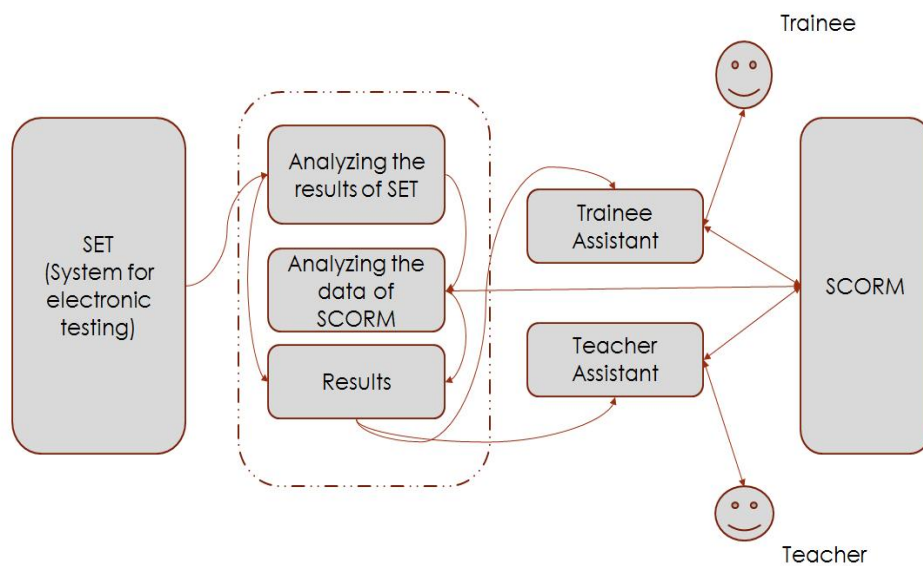 Trainee
Analyzing the
results of SET
Trainee
Assistant
SET
(System for
electronic
testing)
Analyzing the
data of
SCORM
SCORM
Teacher
Assistant
Results
Teacher